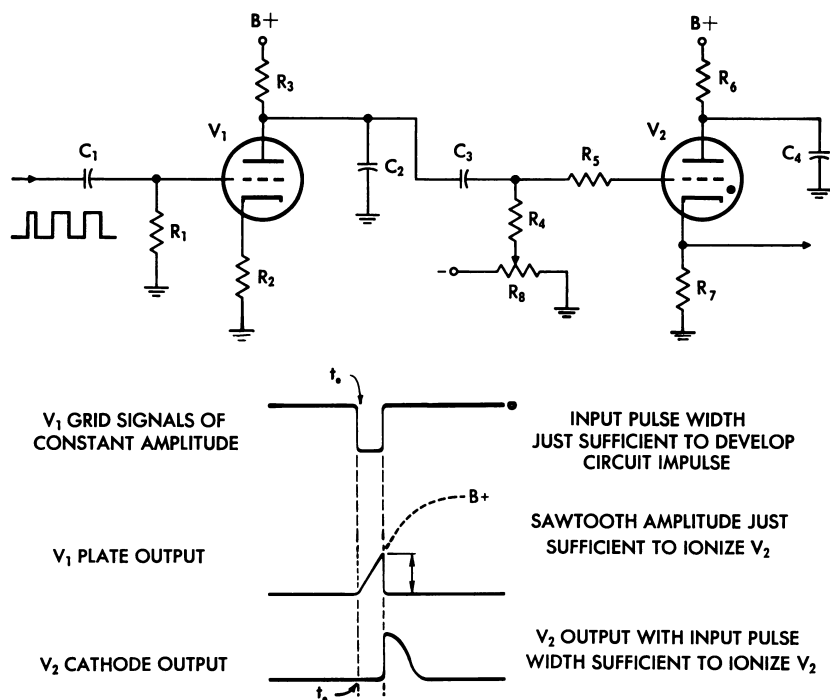 B+
B+
R₃
R₆
V₁
V₂
C₁
C₂
C₃
R₅
C₄
R₁
R₄
R₂
−
R₈
R₇
tₒ
V₁ GRID SIGNALS OF
CONSTANT AMPLITUDE
INPUT PULSE WIDTH
JUST SUFFICIENT TO DEVELOP
CIRCUIT IMPULSE
B+
SAWTOOTH AMPLITUDE JUST
SUFFICIENT TO IONIZE V₂
V₁ PLATE OUTPUT
V₂ CATHODE OUTPUT
V₂ OUTPUT WITH INPUT PULSE
WIDTH SUFFICIENT TO IONIZE V₂
tₒ